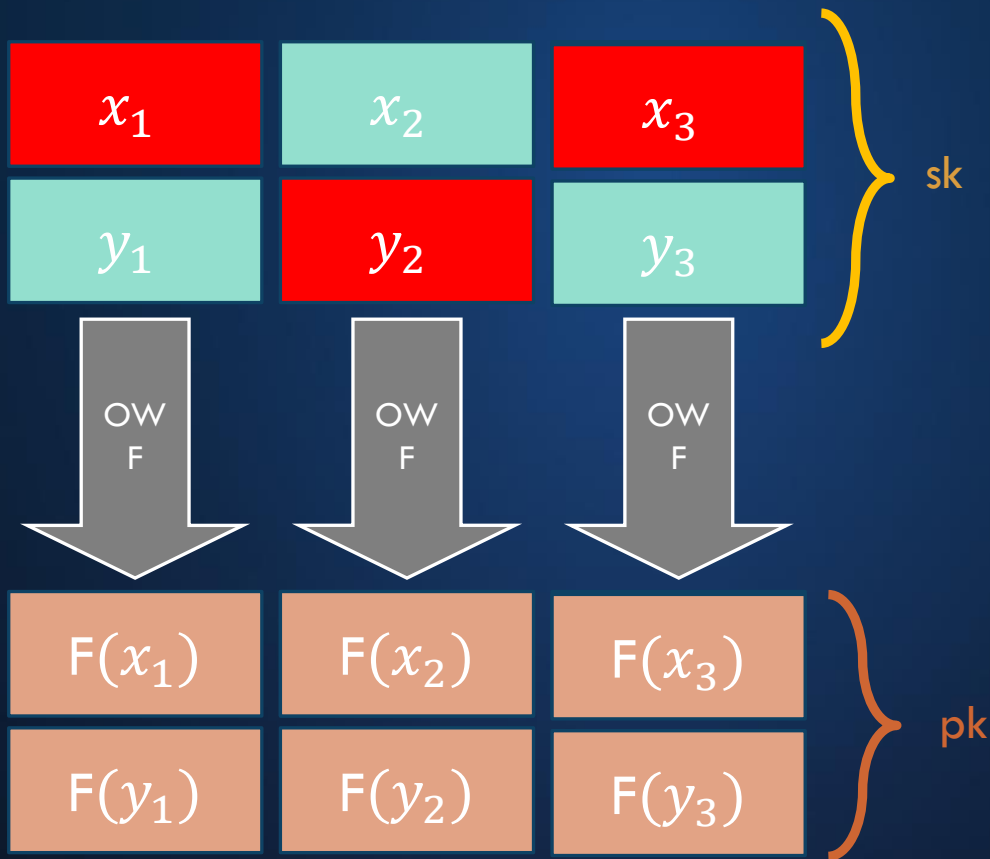 x₁ x₂ x₃
sk
y₁ y₂ y₃
OW OW OW
F F F
F(x₁) F(x₂) F(x₃)
pk
F(y₁) F(y₂) F(y₃)